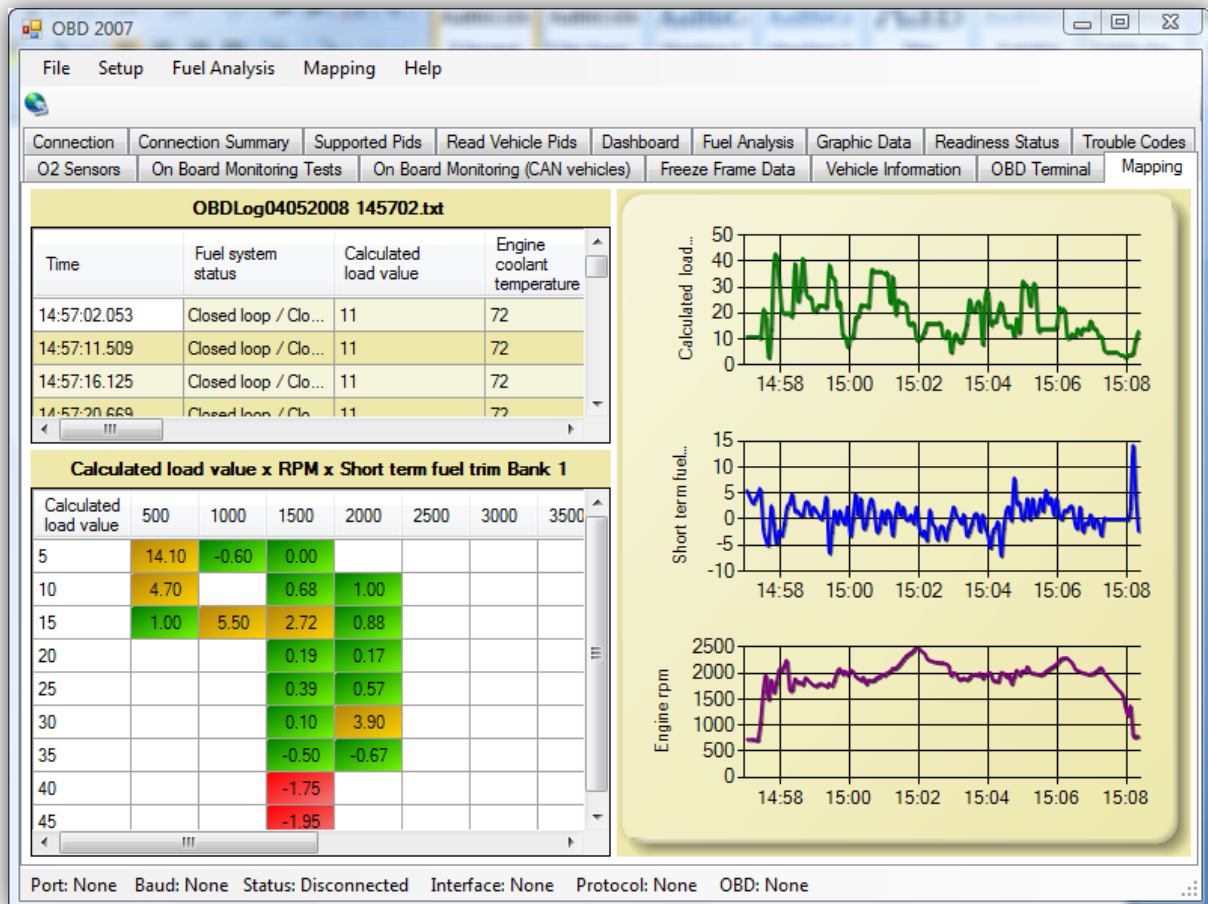 OBD 2007
File Setup Fuel Analysis Mapping Help
Connection Connection Summary Supported Pids Read Vehicle Pids Dashboard Fuel Analysis Graphic Data Readiness Status Trouble Codes
O2 Sensors On Board Monitoring Tests On Board Monitoring (CAN vehicles) Freeze Frame Data Vehicle Information OBD Terminal Mapping
OBDLog04052008 145702.txt
Time Fuel system status Calculated load value Engine coolant temperature
14:57:02.053 Closed loop / Clo... 11 72
14:57:11.509 Closed loop / Clo... 11 72
14:57:16.125 Closed loop / Clo... 11 72
14:57:20.669 Closed loop / Clo... 11 72
Calculated load value x RPM x Short term fuel trim Bank 1
Calculated load value 500 1000 1500 2000 2500 3000 3500
5 14.10 -0.60 0.00
10 4.70 0.68 1.00
15 1.00 5.50 2.72 0.88
20 0.19 0.17
25 0.39 0.57
30 0.10 3.90
35 -0.50 -0.67
40 -1.75
45 -1.95
Calculated load...
50
40
30
20
10
0
14:58 15:00 15:02 15:04 15:06 15:08
Short term fuel...
15
10
5
0
-5
-10
14:58 15:00 15:02 15:04 15:06 15:08
Engine rpm
2500
2000
1500
1000
500
0
14:58 15:00 15:02 15:04 15:06 15:08
Port: None Baud: None Status: Disconnected Interface: None Protocol: None OBD: None